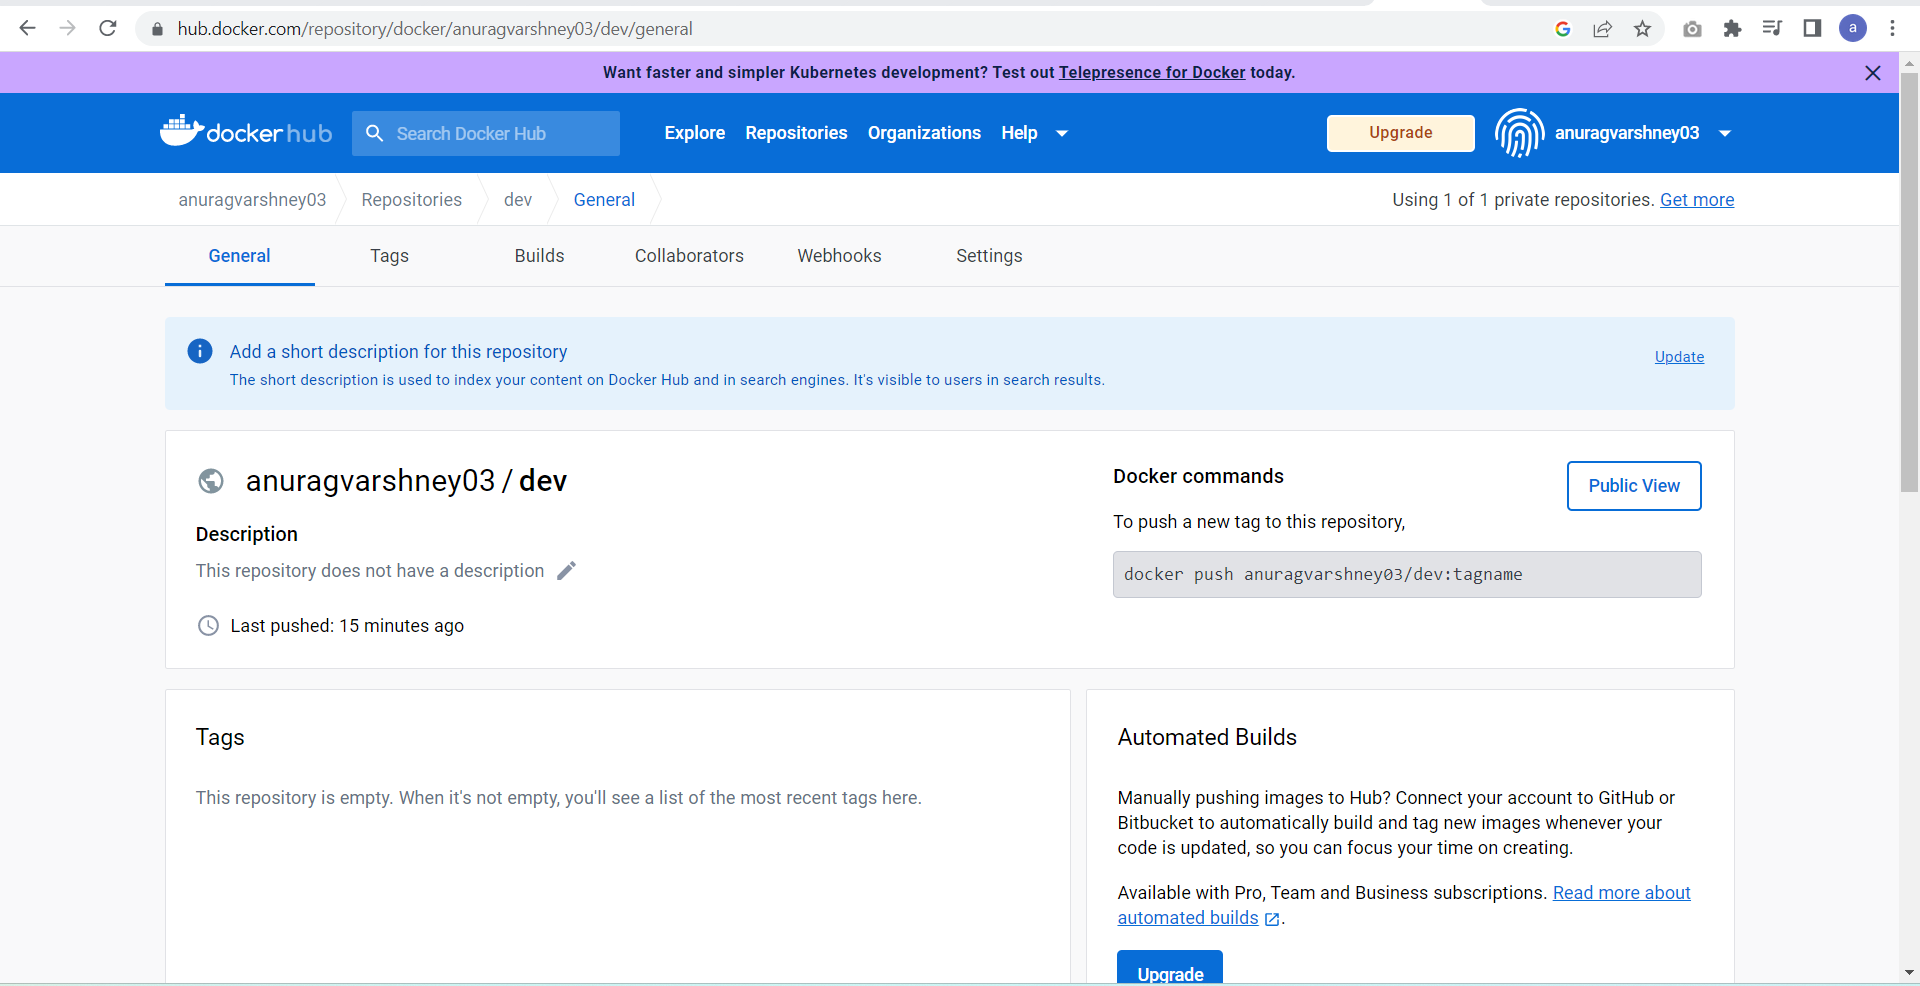 hub.docker.com/repository/docker/anuragvarshney03/dev/general
a
Want faster and simpler Kubernetes development? Test out Telepresence for Docker today.
dockerhub
Search Docker Hub
Explore Repositories Organizations Help
Upgrade
anuragvarshney03
anuragvarshney03 Repositories dev General
Using 1 of 1 private repositories. Get more
General Tags Builds Collaborators Webhooks Settings
Add a short description for this repository
Update
The short description is used to index your content on Docker Hub and in search engines. It's visible to users in search results.
anuragvarshney03 / dev
Description
This repository does not have a description
Last pushed: 15 minutes ago
Docker commands
Public View
To push a new tag to this repository,
docker push anuragvarshney03/dev:tagname
Tags
This repository is empty. When it's not empty, you'll see a list of the most recent tags here.
Automated Builds
Manually pushing images to Hub? Connect your account to GitHub or
Bitbucket to automatically build and tag new images whenever your
code is updated, so you can focus your time on creating.
Available with Pro, Team and Business subscriptions. Read more about
automated builds.
Upgrade